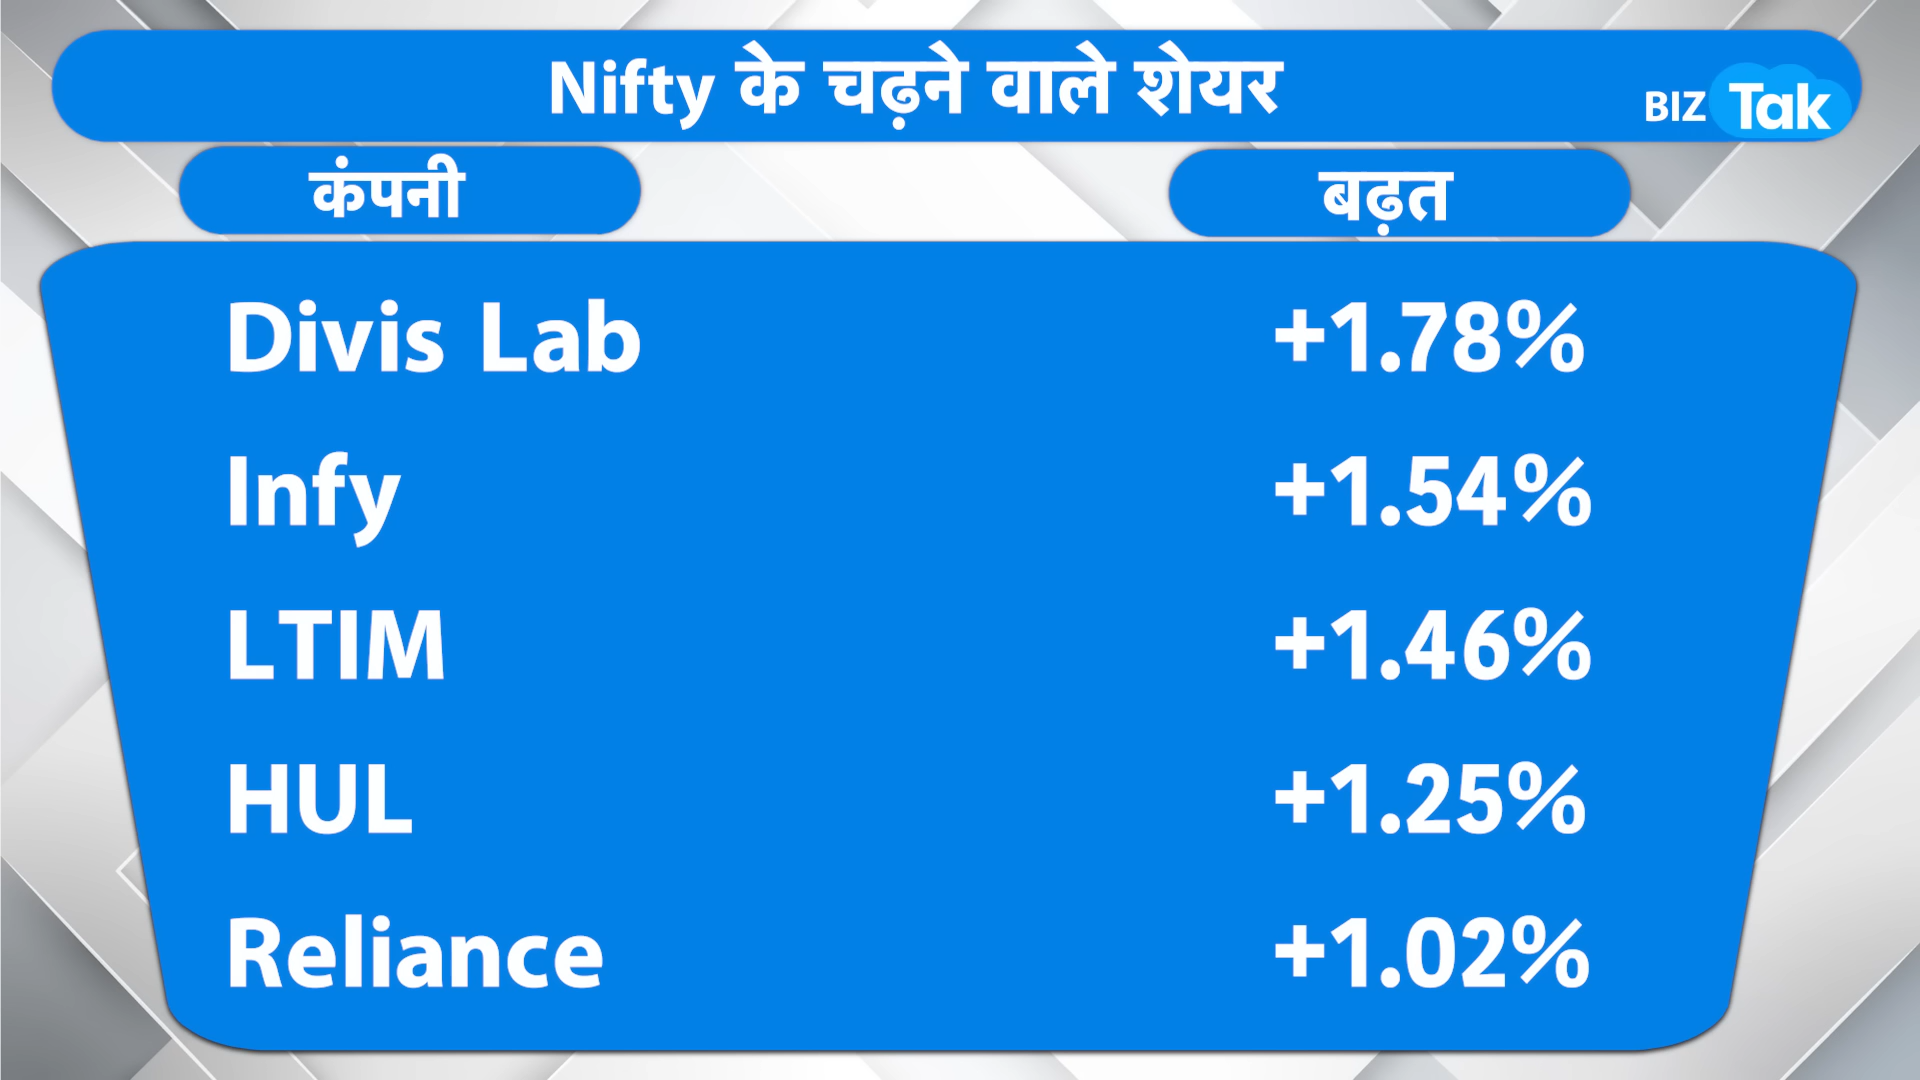 Nifty के चढ़ने वाले शेयर
BIZ Tak
कंपनी बढ़त
Divis Lab +1.78%
Infy +1.54%
LTIM +1.46%
HUL +1.25%
Reliance +1.02%